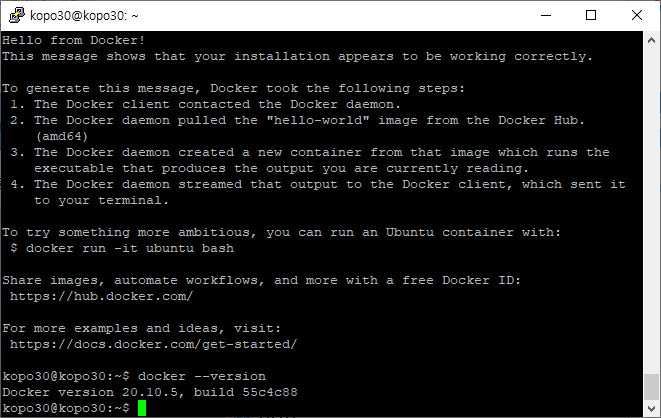 kopo30@kopo30: ~
Hello from Docker!
This message shows that your installation appears to be working correctly.
To generate this message, Docker took the following steps:
1. The Docker client contacted the Docker daemon.
2. The Docker daemon pulled the "hello-world" image from the Docker Hub.
(amd64)
3. The Docker daemon created a new container from that image which runs the
executable that produces the output you are currently reading.
4. The Docker daemon streamed that output to the Docker client, which sent it
to your terminal.
To try something more ambitious, you can run an Ubuntu container with:
$ docker run -it ubuntu bash
Share images, automate workflows, and more with a free Docker ID:
https://hub.docker.com/
For more examples and ideas, visit:
https://docs.docker.com/get-started/
kopo30@kopo30:~$ docker --version
Docker version 20.10.5, build 55c4c88
kopo30@kopo30:~$